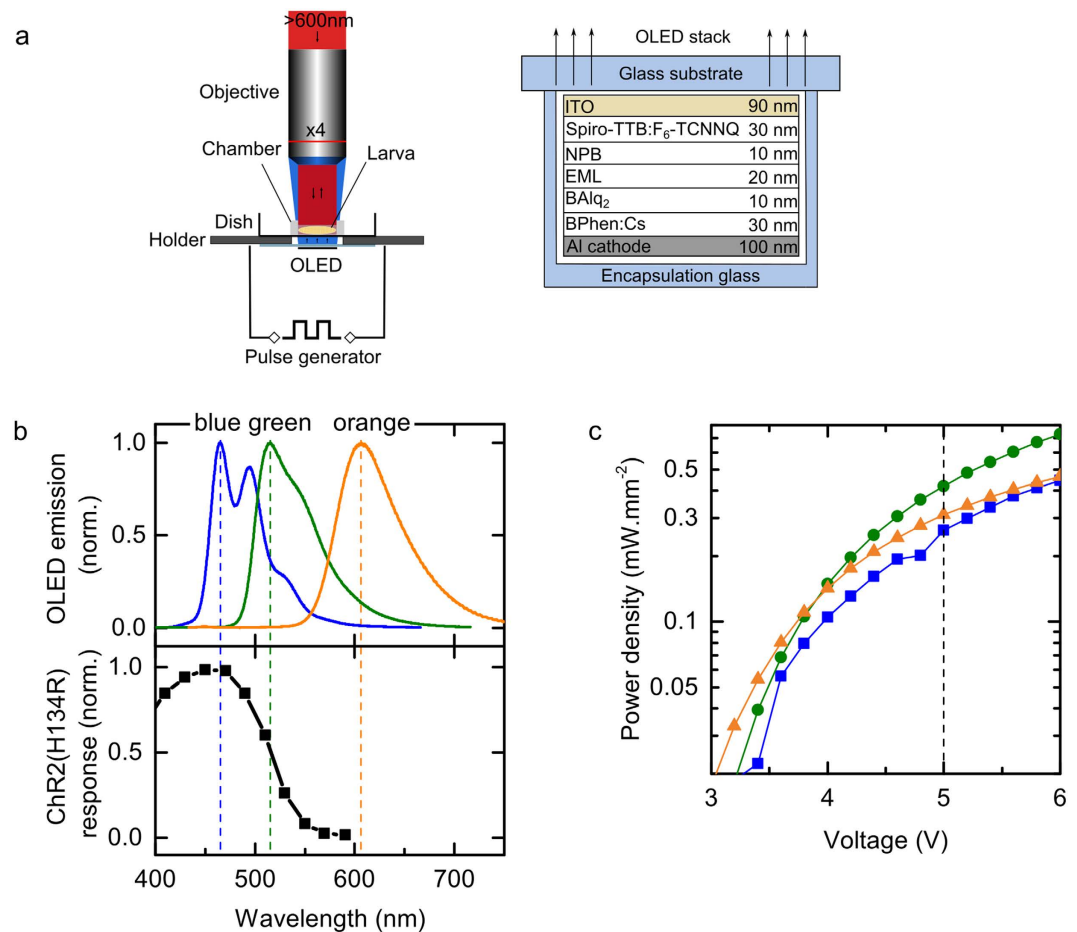 a
>600nm
Objective
x4
Chamber
Larva
Dish
Holder
OLED
Pulse generator
OLED stack
Glass substrate
ITO 90 nm
Spiro-TTB:F6-TCNNQ 30 nm
NPB 10 nm
EML 20 nm
BAlq2 10 nm
BPhen:Cs 30 nm
Al cathode 100 nm
Encapsulation glass
b
blue green orange
OLED emission
(norm.)
1.0
0.5
0.0
ChR2(H134R)
response (norm.)
1.0
0.5
0.0
400 500 600 700
Wavelength (nm)
c
Power density (mW.mm-2)
0.5
0.3
0.1
0.05
3 4 5 6
Voltage (V)